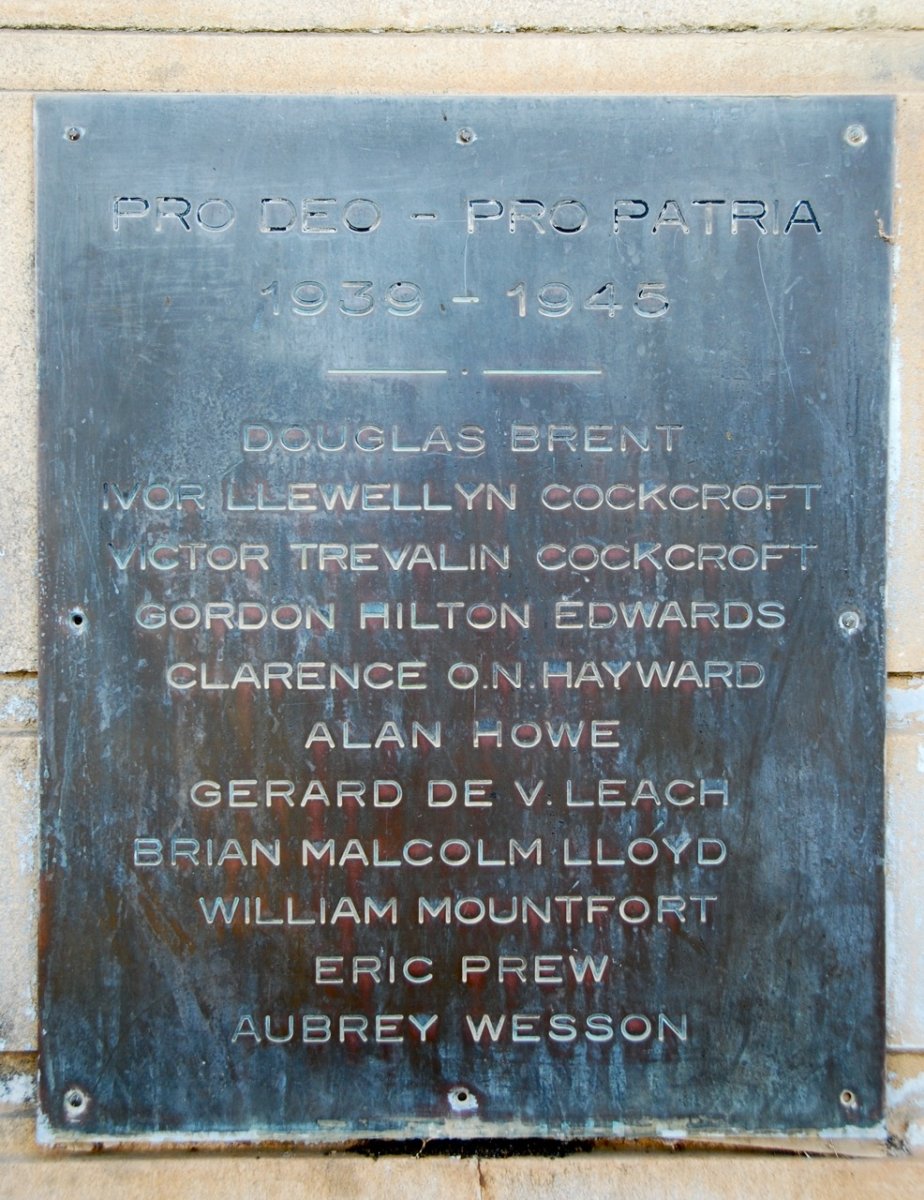 PRO DEO – PRO PATRIA
1939 – 1945
DOUGLAS BRENT
IVOR LLEWELLYN COCKCROFT
VICTOR TREVALIN COCKCROFT
GORDON HILTON EDWARDS
CLARENCE O.N. HAYWARD
ALAN HOWE
GERARD DE V. LEACH
BRIAN MALCOLM LLOYD
WILLIAM MOUNTFORT
ERIC PREW
AUBREY WESSON